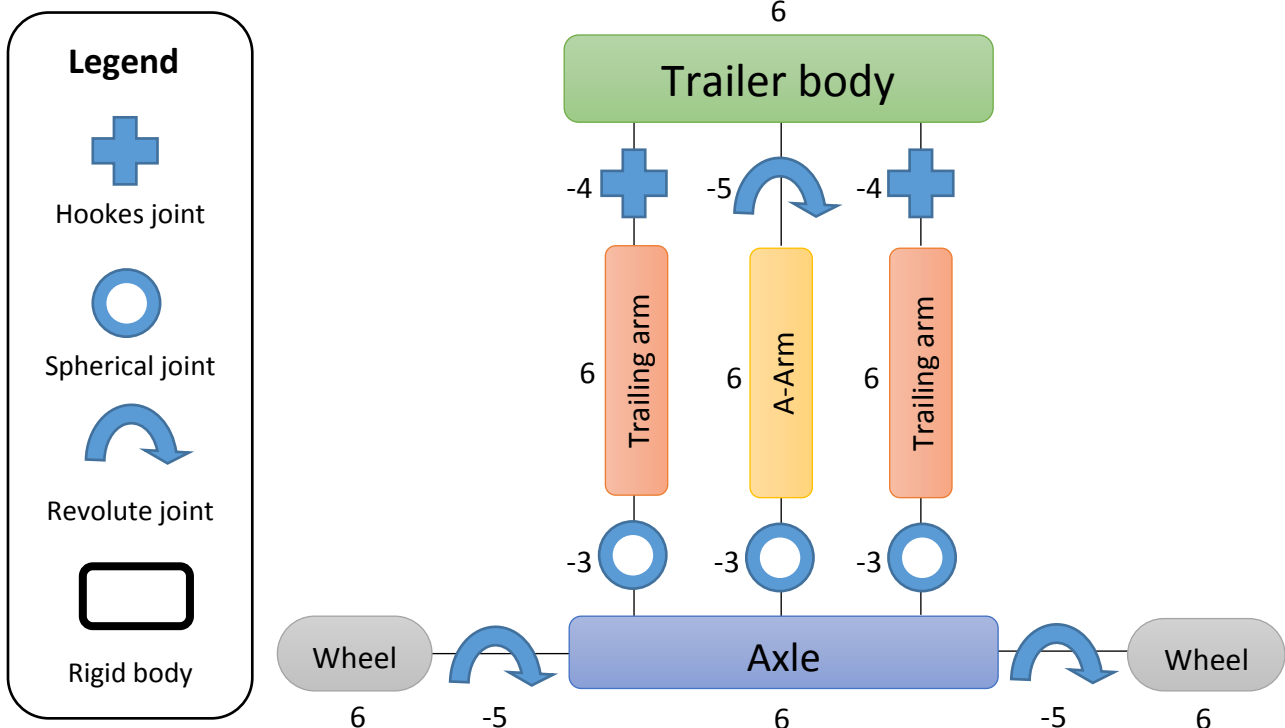 Legend
Hookes joint
Spherical joint
Revolute joint
Rigid body
6
Trailer body
-4
-5
-4
6
Trailing arm
6
A-Arm
6
Trailing arm
-3
-3
-3
Wheel
Axle
Wheel
6
-5
6
-5
6